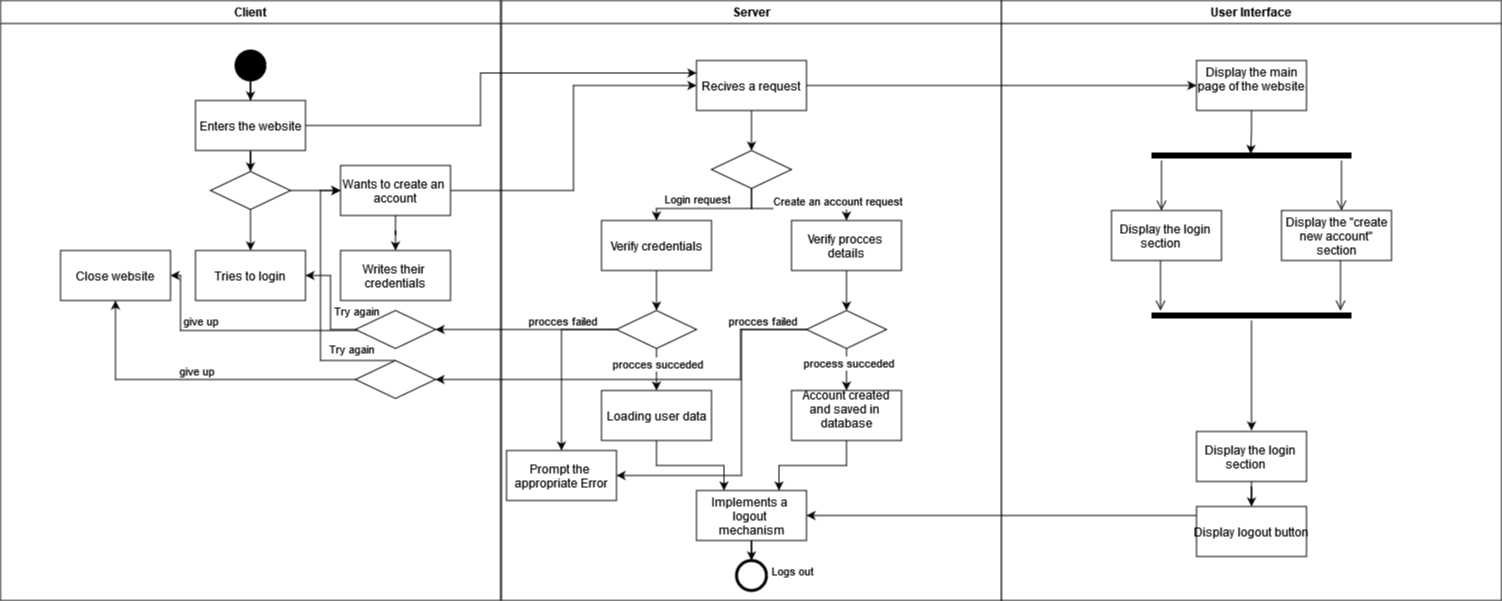 Client
Server
User Interface
Enters the website
Wants to create an
account
Tries to login
Writes their
credentials
Close website
Try again
give up
Try again
give up
Recives a request
Login request
Create an account request
Verify credentials
Verify procces
details
procces failed
procces failed
procces succeded
process succeded
Loading user data
Account created
and saved in
database
Prompt the
appropriate Error
Implements a
logout
mechanism
Logs out
Display the main
page of the website
Display the login
section
Display the "create
new account"
section
Display the login
section
Display logout button